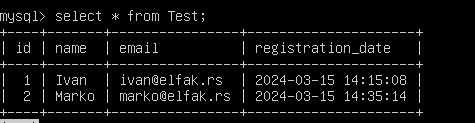 mysql> select * from Test;
+----+-------+----------------+---------------------+
| id | name  | email          | registration_date   |
+----+-------+----------------+---------------------+
|  1 | Ivan  | ivan@elfak.rs  | 2024-03-15 14:15:08 |
|  2 | Marko | marko@elfak.rs | 2024-03-15 14:35:14 |
+----+-------+----------------+---------------------+